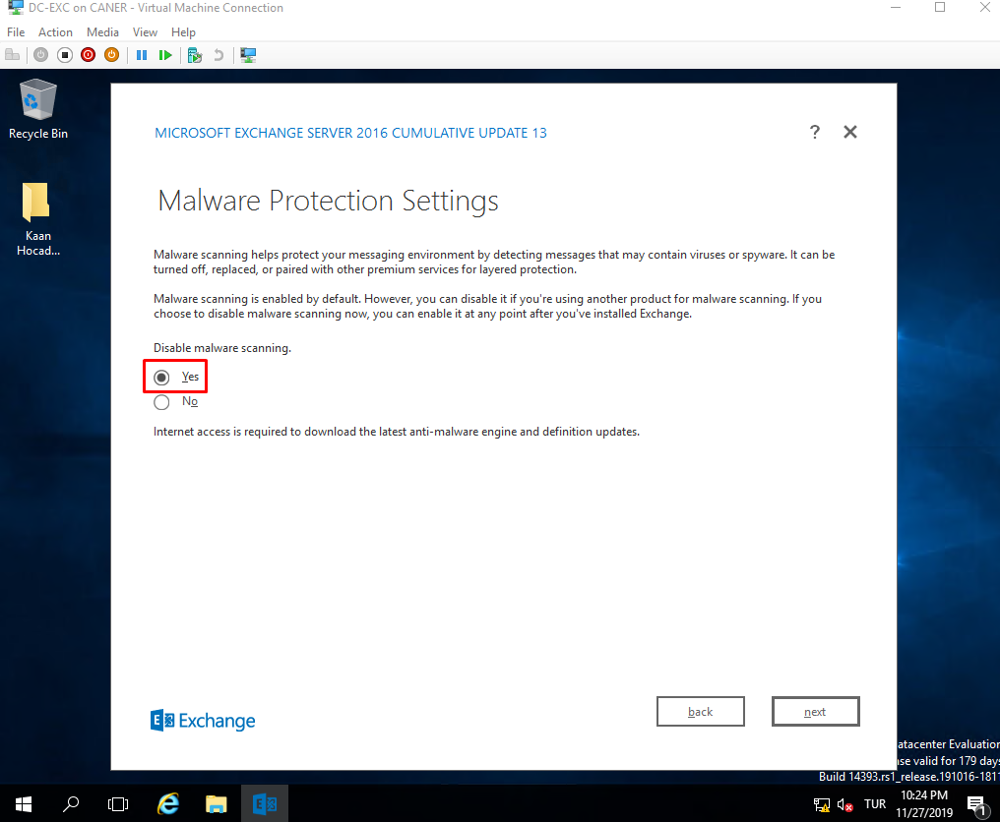 DC-EXC on CANER - Virtual Machine Connection
File Action Media View Help
Recycle Bin
Kaan
Hocad...
MICROSOFT EXCHANGE SERVER 2016 CUMULATIVE UPDATE 13
?
Malware Protection Settings
Malware scanning helps protect your messaging environment by detecting messages that may contain viruses or spyware. It can be
turned off, replaced, or paired with other premium services for layered protection.
Malware scanning is enabled by default. However, you can disable it if you're using another product for malware scanning. If you
choose to disable malware scanning now, you can enable it at any point after you've installed Exchange.
Disable malware scanning.
Yes
No
Internet access is required to download the latest anti-malware engine and definition updates.
Exchange
back
next
atacenter Evaluation
se valid for 179 days
Build 14393.rs1_release.191016-1811
TUR
10:24 PM
11/27/2019
1